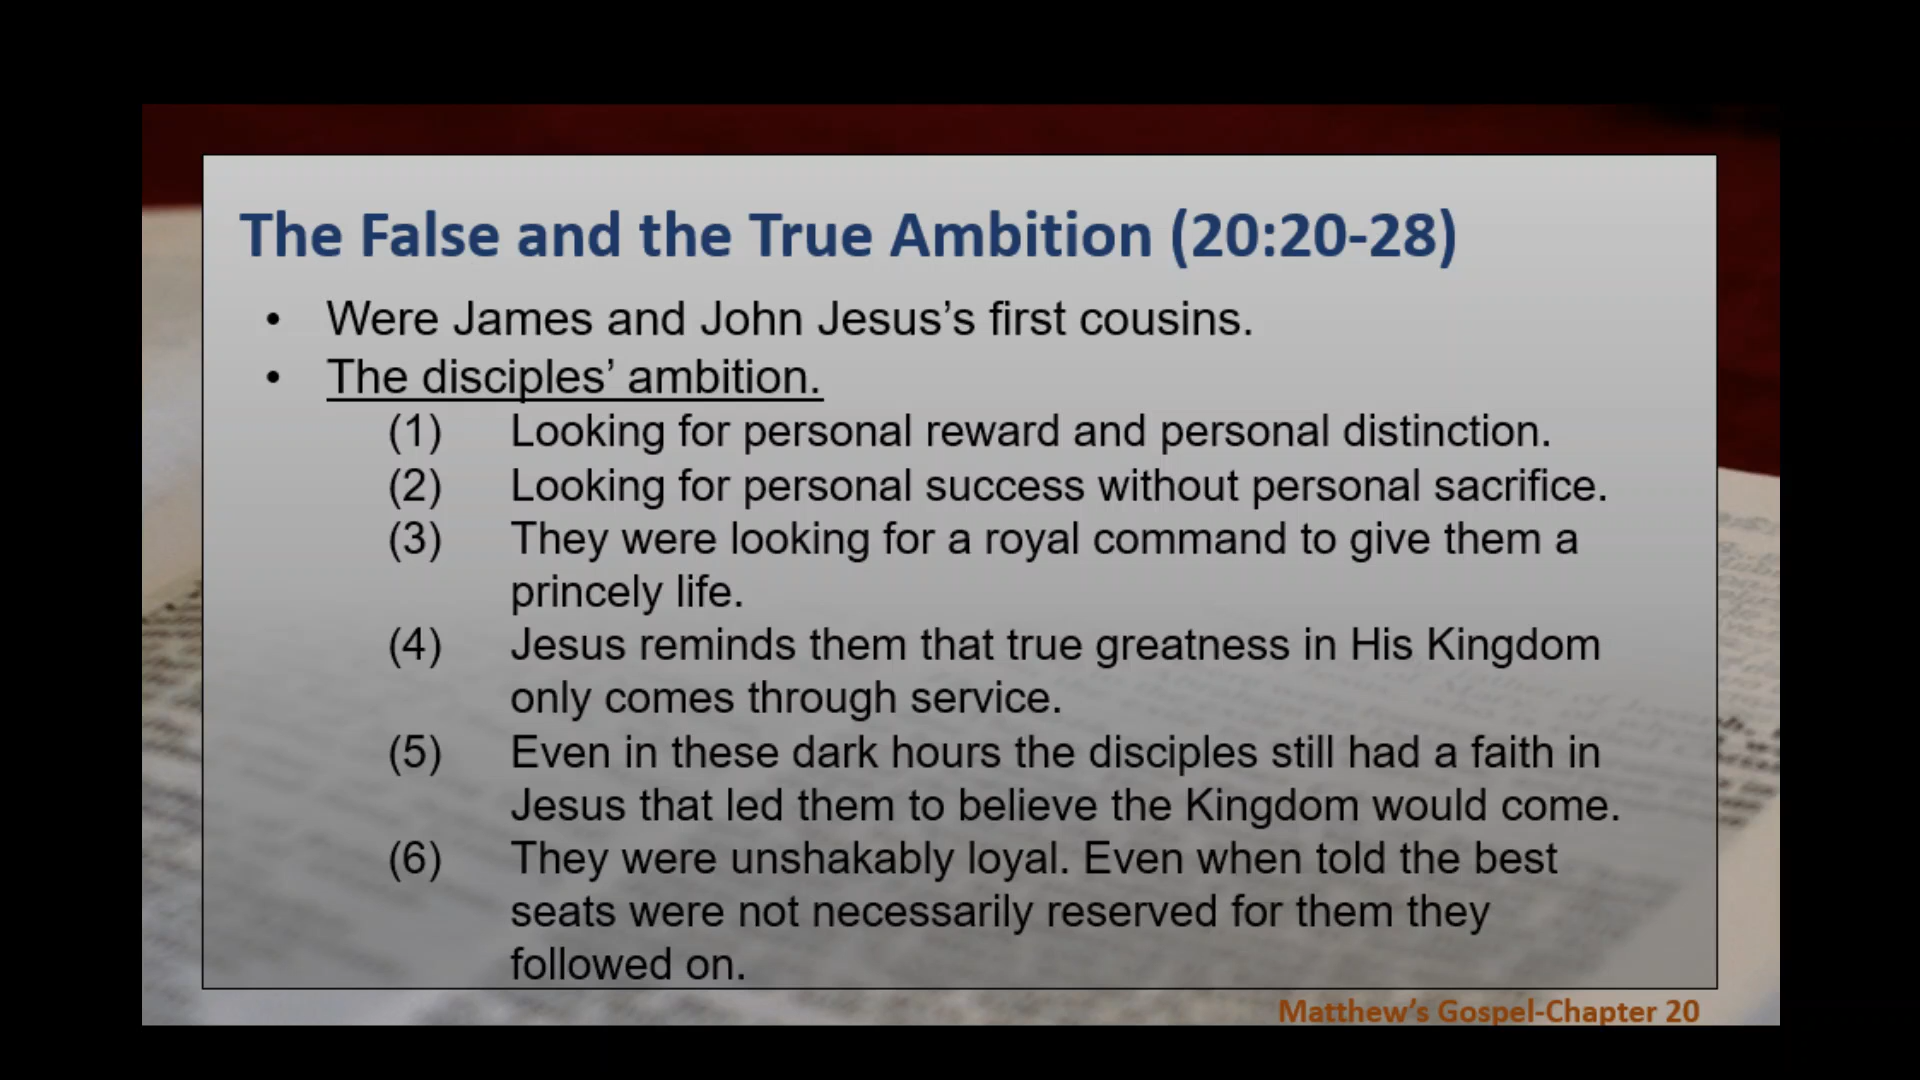 The False and the True Ambition (20:20-28)
• Were James and John Jesus’s first cousins.
• The disciples’ ambition.
(1) Looking for personal reward and personal distinction.
(2) Looking for personal success without personal sacrifice.
(3) They were looking for a royal command to give them a
princely life.
(4) Jesus reminds them that true greatness in His Kingdom
only comes through service.
(5) Even in these dark hours the disciples still had a faith in
Jesus that led them to believe the Kingdom would come.
(6) They were unshakably loyal. Even when told the best
seats were not necessarily reserved for them they
followed on.
Matthew’s Gospel-Chapter 20